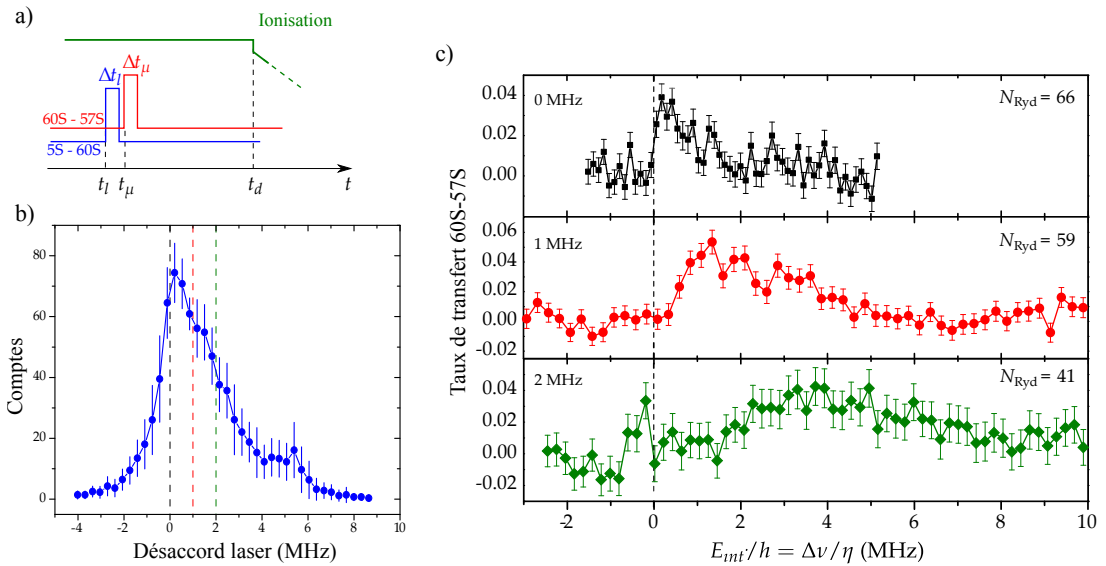 a)
Ionisation
Δt_l
Δt_μ
60S - 57S
5S - 60S
t_l
t_μ
t_d
t
b)
Comptes
80
60
40
20
0
-4
-2
0
2
4
6
8
10
Désaccord laser (MHz)
c)
Taux de transfert 60S-57S
0 MHz
N_Ryd = 66
0.04
0.02
0.00
1 MHz
N_Ryd = 59
0.06
0.04
0.02
0.00
-0.02
2 MHz
N_Ryd = 41
0.04
0.02
0.00
-0.02
-2
0
2
4
6
8
10
E_int/h = Δν/η (MHz)